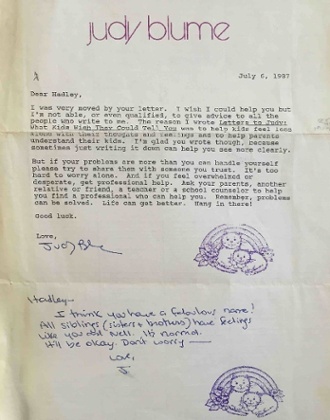 judy blume
July 6, 1997
Dear Hadley,
I was very moved by your letter. I wish I could help you but
I'm not able, or even qualified, to give advice to all the
people who write to me. The reason I wrote Letters to Judy:
What Kids Wish They Could Tell You was to help kids feel less
alone with their thoughts and feelings and to help parents
understand their kids. I'm glad you wrote though, because
sometimes just writing it down can help you see more clearly.
But if your problems are more than you can handle yourself
please try to share them with someone you trust. It's too
hard to worry alone. And if you feel overwhelmed or
desperate, get professional help. Ask your parents, another
relative or friend, a teacher or a school counselor to help
you find a professional who can help you. Remember, problems
can be solved. Life can get better. Hang in there!
Good luck.
Love,
Judy Blume
Hadley—
I think you have a fabulous name!
All siblings (sisters + brothers) have feelings
like you do! Well. It's normal.
It'll be okay. Don't worry —
Love,
J.